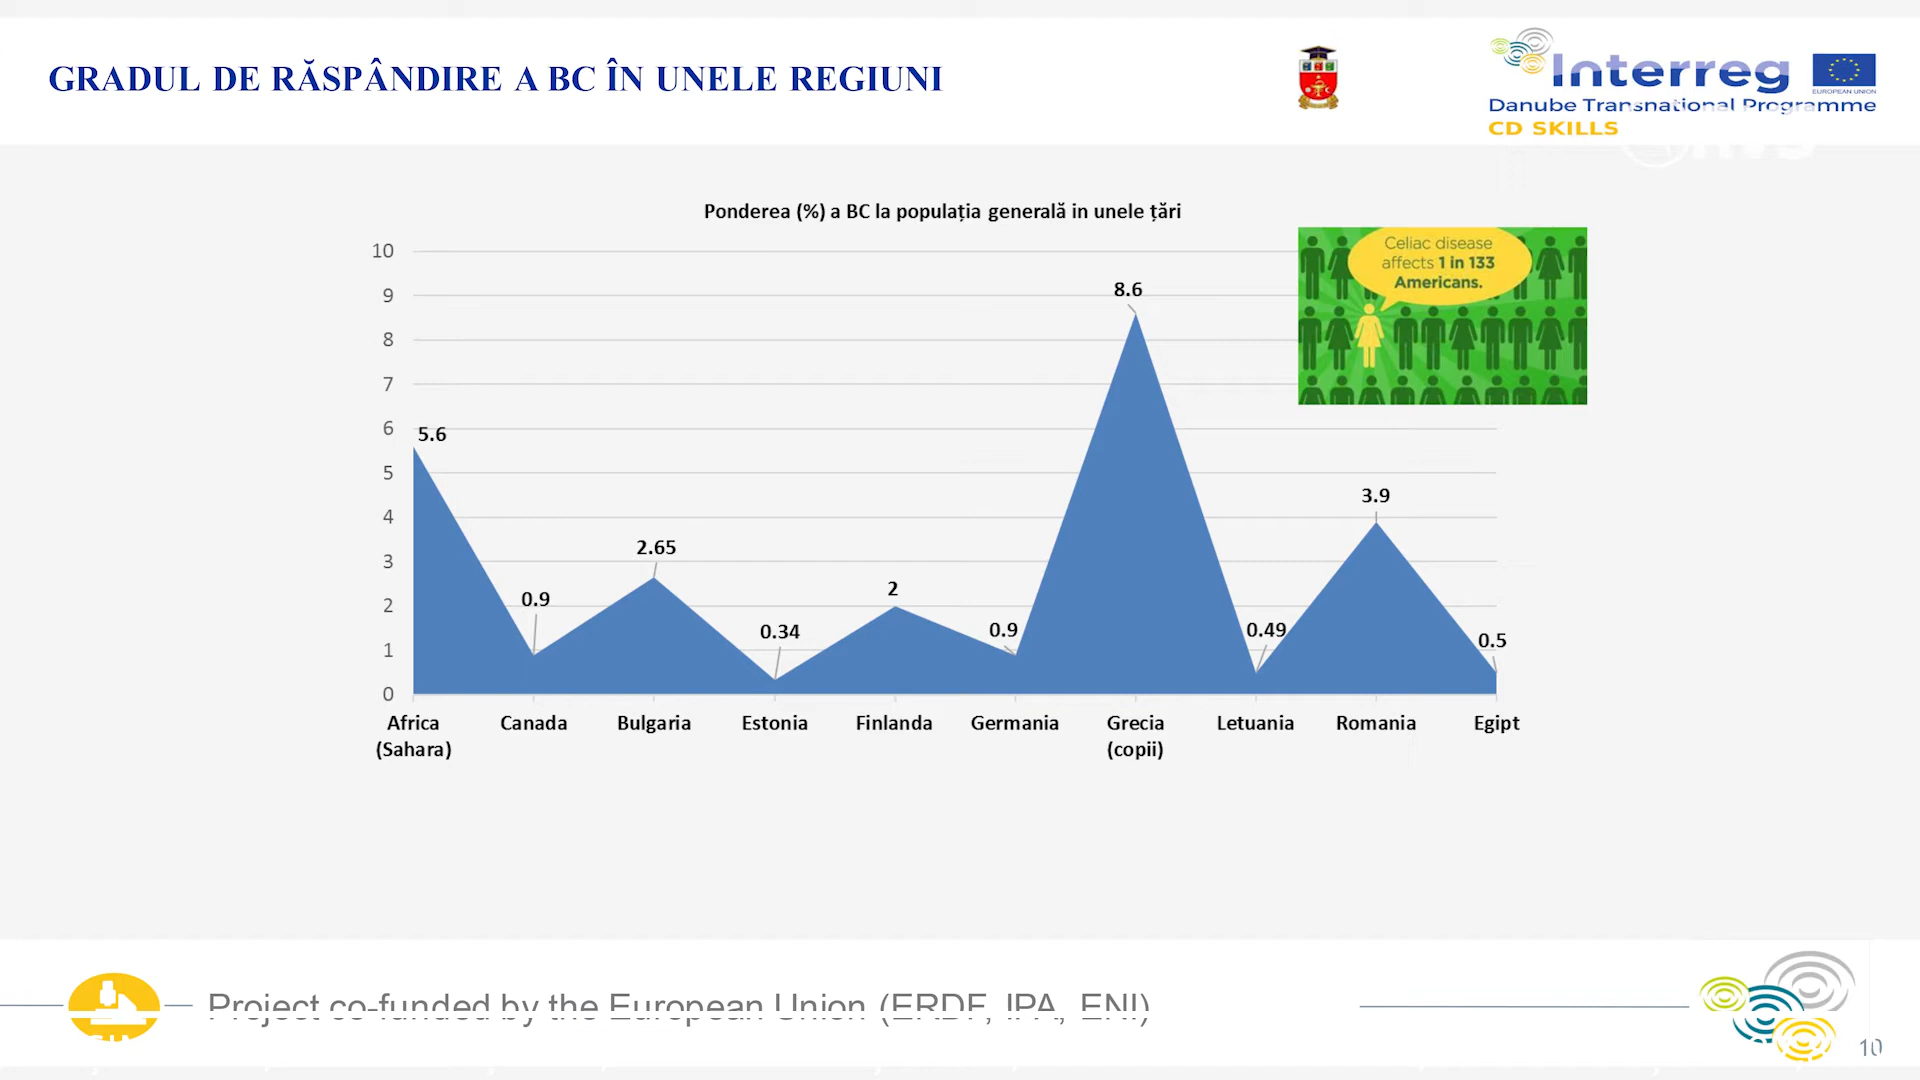 GRADUL DE RĂSPÂNDIRE A BC ÎN UNELE REGIUNI
Interreg
EUROPEAN UNION
Danube Transnational Programme
CD SKILLS
Ponderea (%) a BC la populația generală in unele țări
Celiac disease
affects 1 in 133
Americans.
10
9
8
7
6
5
4
3
2
1
0
5.6
0.9
2.65
0.34
2
0.9
8.6
0.49
3.9
0.5
Africa
(Sahara)
Canada
Bulgaria
Estonia
Finlanda
Germania
Grecia
(copii)
Letuania
Romania
Egipt
Project co-funded by the European Union (ERDF, IPA, ENI)
10